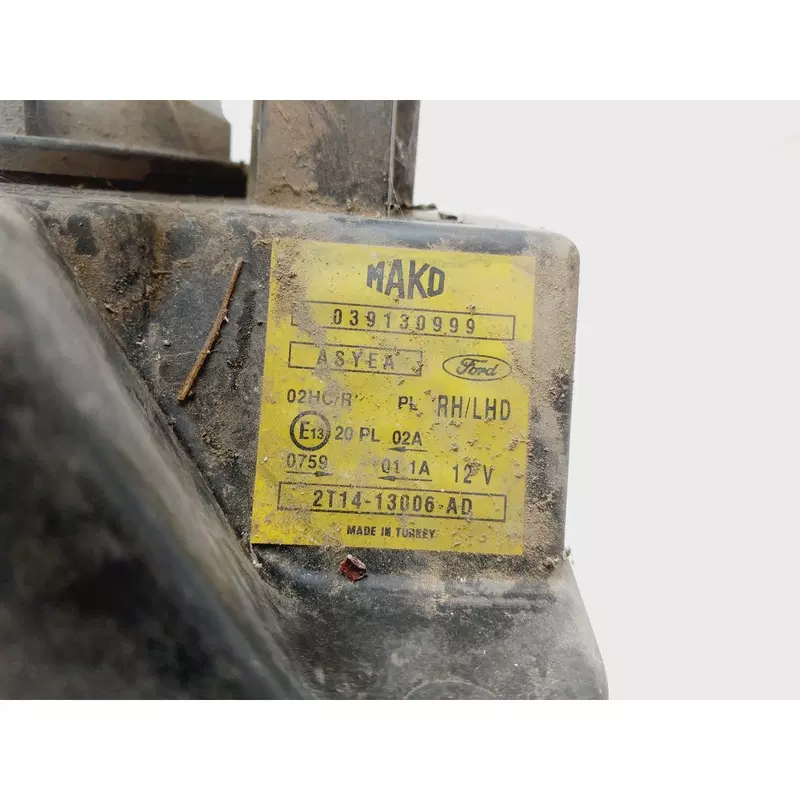 MAKO
039130999
ASYEA Ford
02HC/R PL RH/LHD
E13 20 PL 02A
0759 01 1A 12 V
2T14-13006-AD
MADE IN TURKEY